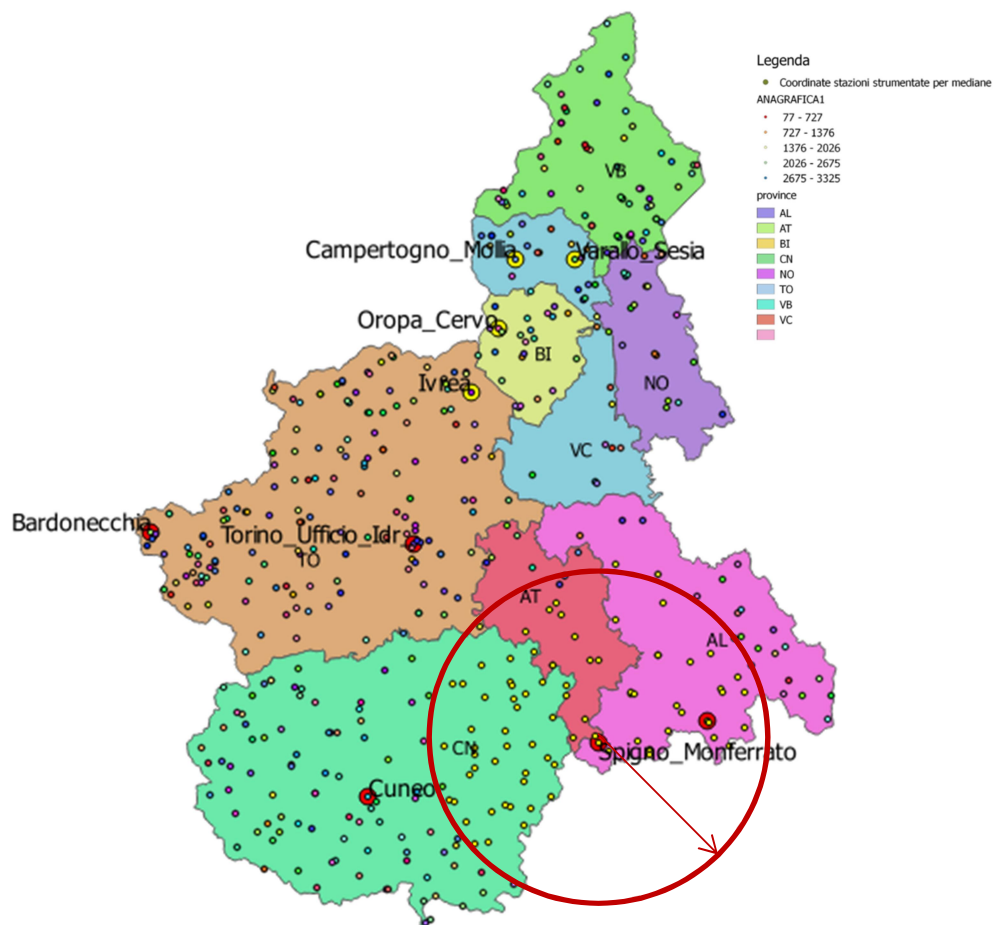 Legenda
Coordinate stazioni strumentate per mediane
ANAGRAFICA1
77 - 727
727 - 1376
1376 - 2026
2026 - 2675
2675 - 3325
province
AL
AT
BI
CN
NO
TO
VB
VC
VB
Campertogno_Mollia
Varallo_Sesia
Oropa_Cervo
BI
Ivrea
NO
VC
Bardonecchia
Torino_Ufficio_Idr
TO
AT
AL
CN
Spigno_Monferrato
Cuneo